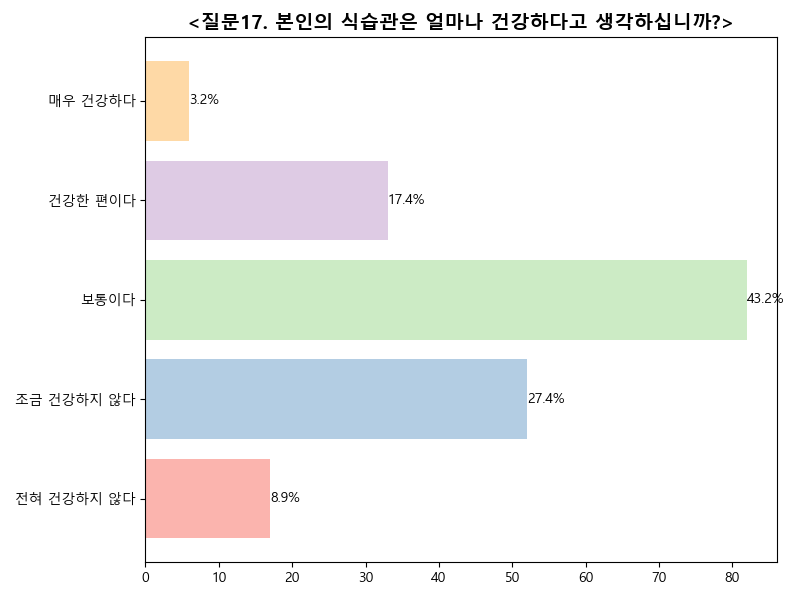 <질문17. 본인의 식습관은 얼마나 건강하다고 생각하십니까?>
매우 건강하다
3.2%
건강한 편이다
17.4%
보통이다
43.2%
조금 건강하지 않다
27.4%
전혀 건강하지 않다
8.9%
0 10 20 30 40 50 60 70 80